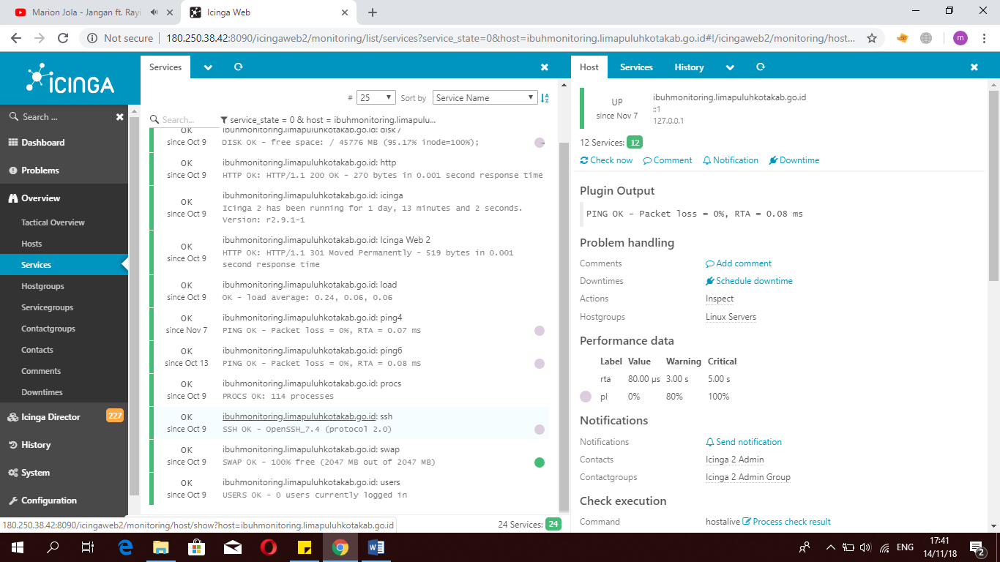 Marion Jola - Jangan ft. Rayi
Icinga Web
Not secure
180.250.38.42:8090/icingaweb2/monitoring/list/services?service_state=0&host=ibuhmonitoring.limapuluhkotakab.go.id#!/icingaweb2/monitoring/host...
m
ICINGA
Search ...
Dashboard
Problems
Overview
Tactical Overview
Hosts
Services
Hostgroups
Servicegroups
Contactgroups
Contacts
Comments
Downtimes
Icinga Director
227
History
System
Configuration
Services
# 25 Sort by Service Name
Search...
service_state = 0 & host = ibuhmonitoring.limapulu...
OK ibuhmonitoring.limapuluhkotakab.go.id: disk /
since Oct 9 DISK OK - free space: / 45776 MB (95.17% inode=100%);
OK ibuhmonitoring.limapuluhkotakab.go.id: http
since Oct 9 HTTP OK: HTTP/1.1 200 OK - 270 bytes in 0.001 second response time
OK ibuhmonitoring.limapuluhkotakab.go.id: icinga
since Oct 9 Icinga 2 has been running for 1 day, 13 minutes and 2 seconds.
Version: r2.9.1-1
OK ibuhmonitoring.limapuluhkotakab.go.id: Icinga Web 2
since Oct 9 HTTP OK: HTTP/1.1 301 Moved Permanently - 519 bytes in 0.001
second response time
OK ibuhmonitoring.limapuluhkotakab.go.id: load
since Oct 9 OK - load average: 0.24, 0.06, 0.06
OK ibuhmonitoring.limapuluhkotakab.go.id: ping4
since Nov 7 PING OK - Packet loss = 0%, RTA = 0.07 ms
OK ibuhmonitoring.limapuluhkotakab.go.id: ping6
since Oct 13 PING OK - Packet loss = 0%, RTA = 0.08 ms
OK ibuhmonitoring.limapuluhkotakab.go.id: procs
since Oct 9 PROCS OK: 114 processes
OK ibuhmonitoring.limapuluhkotakab.go.id: ssh
since Oct 9 SSH OK - OpenSSH_7.4 (protocol 2.0)
OK ibuhmonitoring.limapuluhkotakab.go.id: swap
since Oct 9 SWAP OK - 100% free (2047 MB out of 2047 MB)
OK ibuhmonitoring.limapuluhkotakab.go.id: users
since Oct 9 USERS OK - 0 users currently logged in
24 Services: 24
Host Services History
UP
since Nov 7
ibuhmonitoring.limapuluhkotakab.go.id
::1
127.0.0.1
12 Services: 12
Check now Comment Notification Downtime
Plugin Output
PING OK - Packet loss = 0%, RTA = 0.08 ms
Problem handling
Comments Add comment
Downtimes Schedule downtime
Actions Inspect
Hostgroups Linux Servers
Performance data
Label Value Warning Critical
rta 80.00 µs 3.00 s 5.00 s
pl 0% 80% 100%
Notifications
Notifications Send notification
Contacts Icinga 2 Admin
Contactgroups Icinga 2 Admin Group
Check execution
Command hostalive Process check result
180.250.38.42:8090/icingaweb2/monitoring/host/show?host=ibuhmonitoring.limapuluhkotakab.go.id
ENG
17:41
14/11/18
2